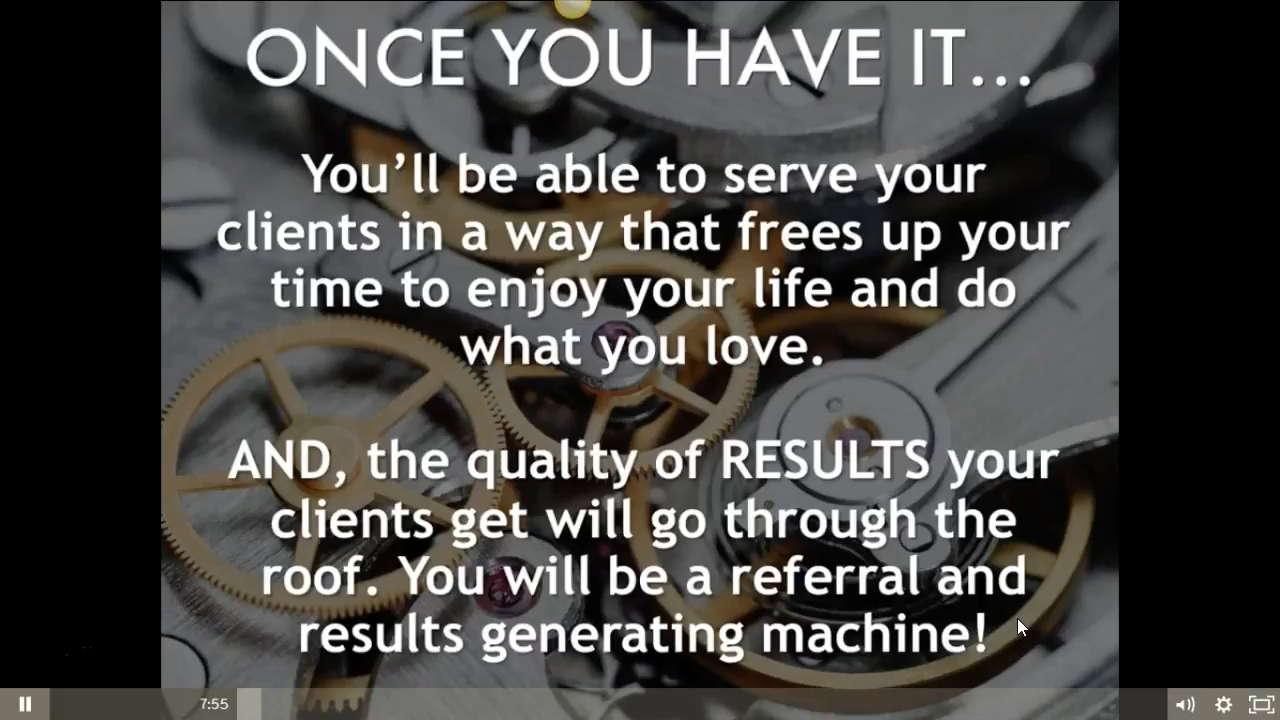 ONCE YOU HAVE IT...
You’ll be able to serve your
clients in a way that frees up your
time to enjoy your life and do
what you love.
AND, the quality of RESULTS your
clients get will go through the
roof. You will be a referral and
results generating machine!
7:55